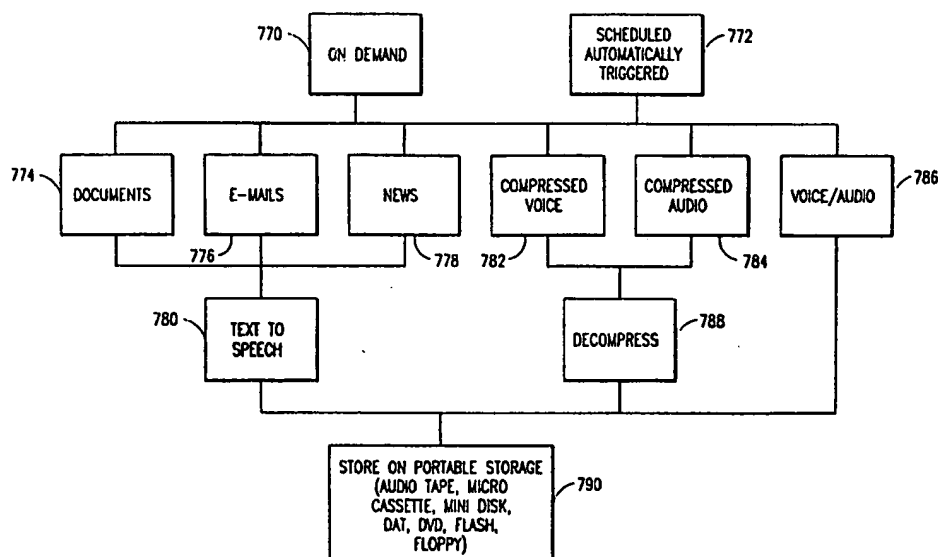 770
ON DEMAND
SCHEDULED
AUTOMATICALLY
TRIGGERED
772
774
DOCUMENTS
E-MAILS
776
NEWS
778
COMPRESSED
VOICE
782
COMPRESSED
AUDIO
784
VOICE/AUDIO
786
780
TEXT TO
SPEECH
DECOMPRESS
788
STORE ON PORTABLE STORAGE
(AUDIO TAPE, MICRO
CASSETTE, MINI DISK,
DAT, DVD, FLASH,
FLOPPY)
790